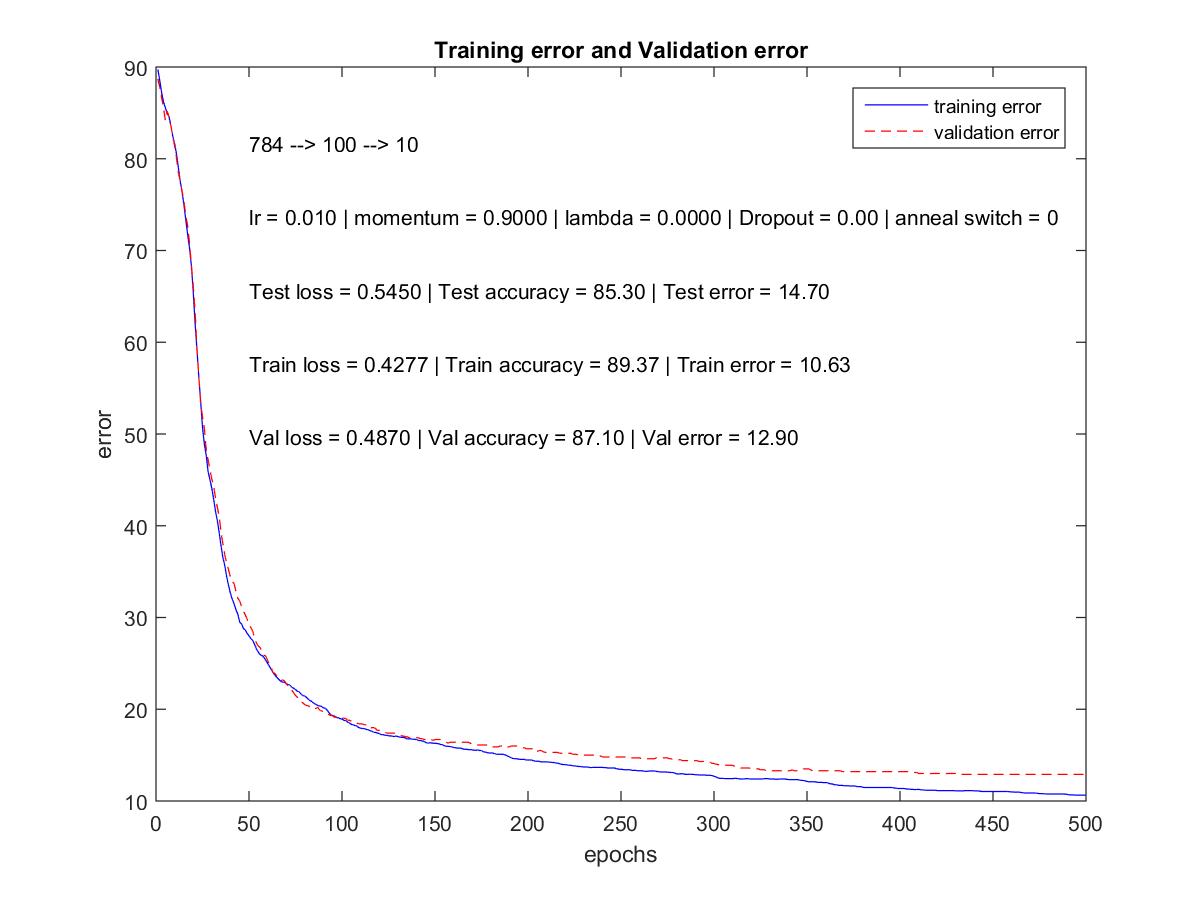 Training error and Validation error
90
training error
validation error
784 --> 100 --> 10
80
lr = 0.010 | momentum = 0.9000 | lambda = 0.0000 | Dropout = 0.00 | anneal switch = 0
70
Test loss = 0.5450 | Test accuracy = 85.30 | Test error = 14.70
60
Train loss = 0.4277 | Train accuracy = 89.37 | Train error = 10.63
50
Val loss = 0.4870 | Val accuracy = 87.10 | Val error = 12.90
error
40
30
20
10
0 50 100 150 200 250 300 350 400 450 500
epochs